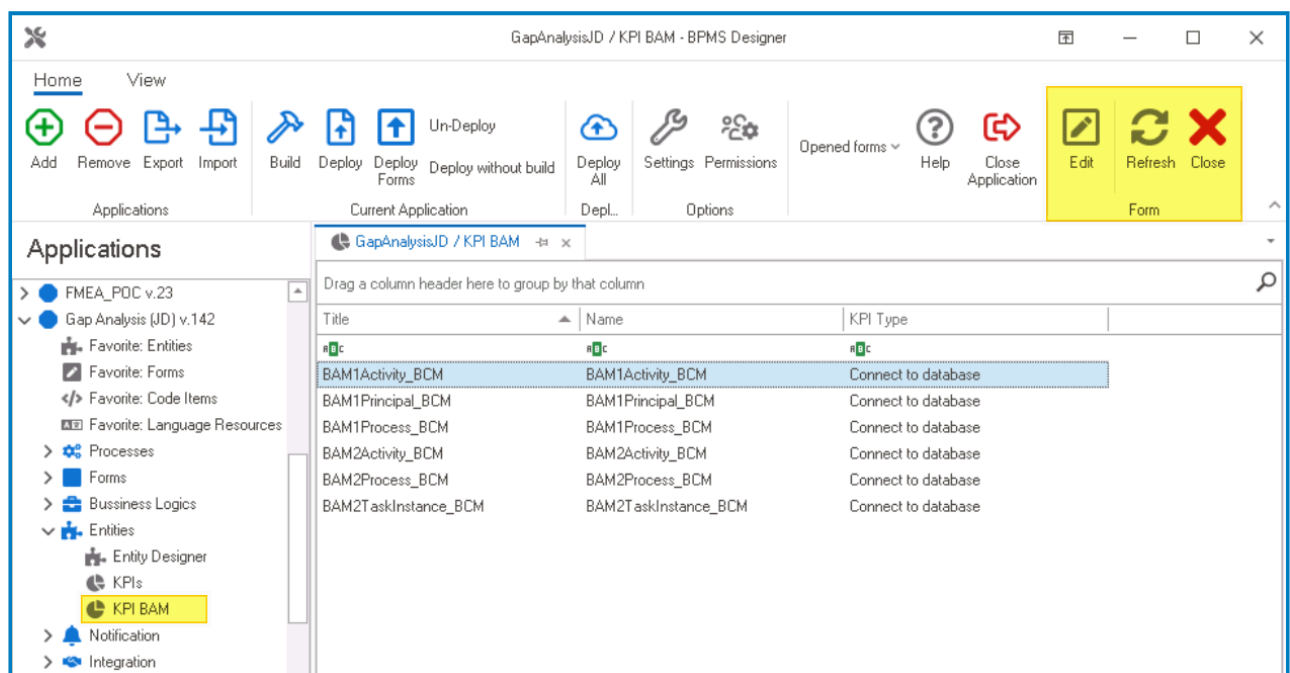 GapAnalysisJD / KPI BAM - BPMS Designer
Home View
Add Remove Export Import Build Deploy Deploy Forms Un-Deploy Deploy without build Deploy All Settings Permissions Opened forms Help Close Application Edit Refresh Close
Applications Current Application Depl... Options Form
Applications
GapAnalysisJD / KPI BAM
Drag a column header here to group by that column
FMEA_POC v.23
Gap Analysis (JD) v.142
Favorite: Entities
Favorite: Forms
Favorite: Code Items
Favorite: Language Resources
Processes
Forms
Bussiness Logics
Entities
Entity Designer
KPIs
KPI BAM
Notification
Integration
Title Name KPI Type
ABC ABC ABC
BAM1Activity_BCM BAM1Activity_BCM Connect to database
BAM1Principal_BCM BAM1Principal_BCM Connect to database
BAM1Process_BCM BAM1Process_BCM Connect to database
BAM2Activity_BCM BAM2Activity_BCM Connect to database
BAM2Process_BCM BAM2Process_BCM Connect to database
BAM2TaskInstance_BCM BAM2TaskInstance_BCM Connect to database